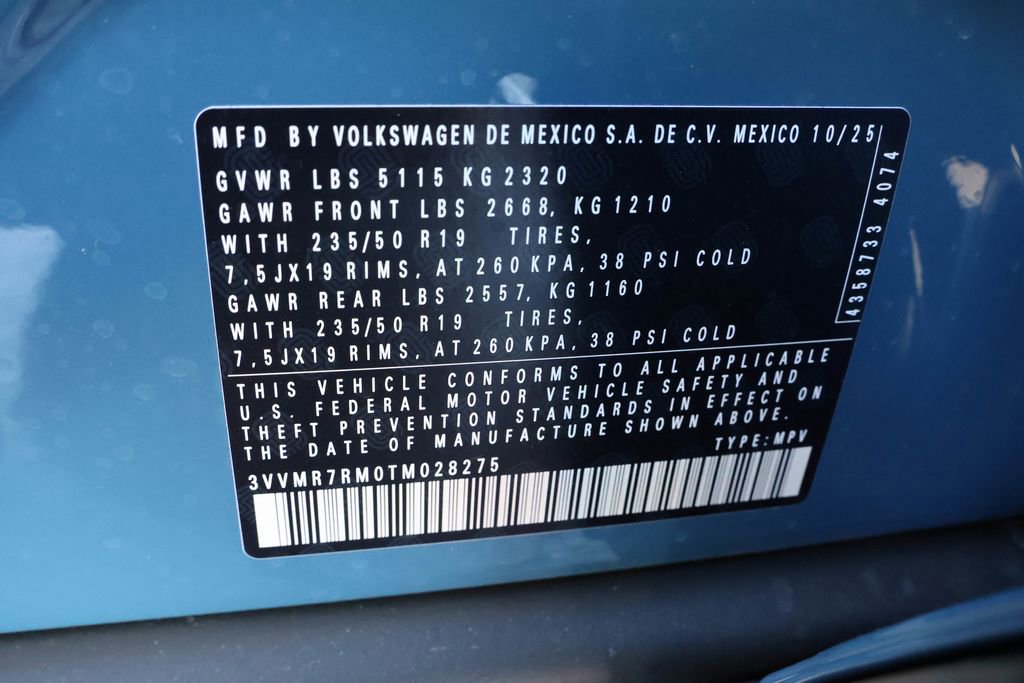 MFD BY VOLKSWAGEN DE MEXICO S.A. DE C.V. MEXICO 10/25
GVWR LBS 5115 KG 2320
GAWR FRONT LBS 2668, KG 1210
WITH 235/50 R19 TIRES,
7,5JX19 RIMS, AT 260 KPA, 38 PSI COLD
GAWR REAR LBS 2557, KG 1160
WITH 235/50 R19 TIRES,
7,5JX19 RIMS, AT 260 KPA, 38 PSI COLD
4358733 4074
THIS VEHICLE CONFORMS TO ALL APPLICABLE
U.S. FEDERAL MOTOR VEHICLE SAFETY AND
THEFT PREVENTION STANDARDS IN EFFECT ON
THE DATE OF MANUFACTURE SHOWN ABOVE.
TYPE: MPV
3VVMR7RM0TM028275